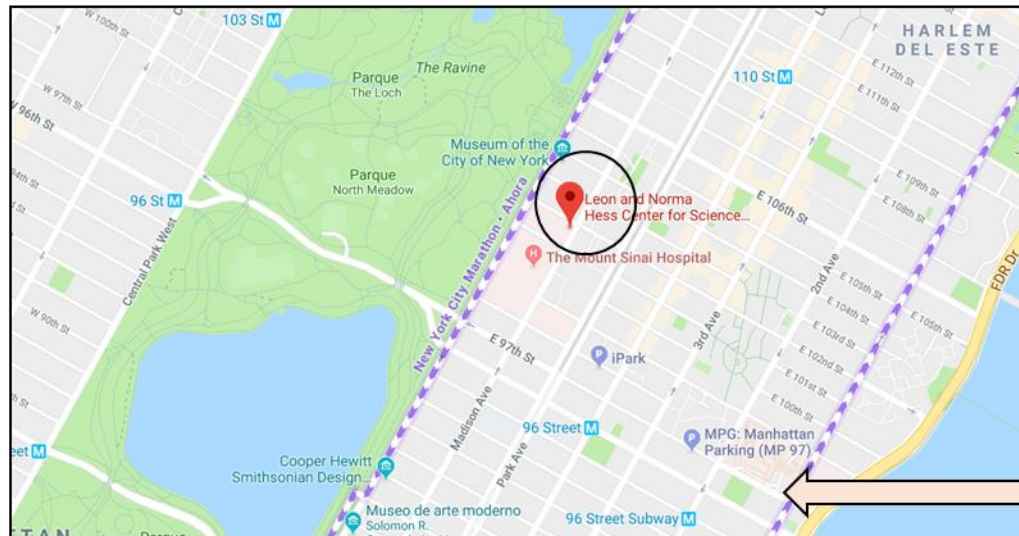 103 St M
W 100th St
The Ravine
HARLEM
DEL ESTE
Parque
The Loch
110 St M
E 112th St
E 111th St
W 97th St
W 96th St
Museum of the
City of New York
Parque
North Meadow
E 109th St
E 108th St
96 St M
Leon and Norma
Hess Center for Science...
E 106th St
The Mount Sinai Hospital
Central Park West
New York City Marathon • Ahora
2nd Ave
E 105th St
E 104th St
E 103rd St
E 102nd St
E 101st St
E 100th St
E 105th St
FDR Dr
W 90th St
E 97th St
3rd Ave
P iPark
Madison Ave
Park Ave
96 Street M
P MPG: Manhattan
Parking (MP 97)
Cooper Hewitt
Smithsonian Design...
Museo de arte moderno
Solomon R.
96 Street Subway M
Parque